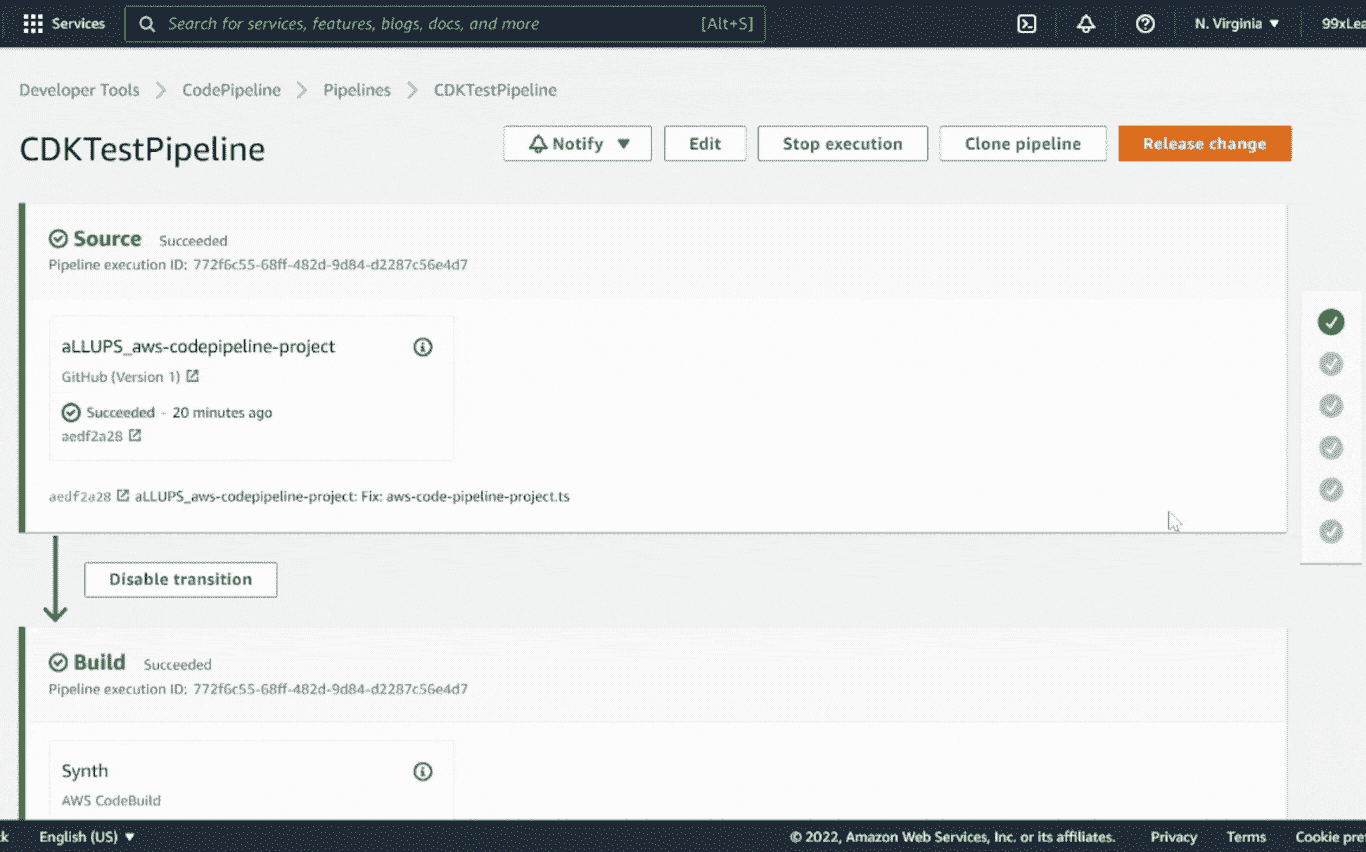 Services Search for services, features, blogs, docs, and more [Alt+S] N. Virginia
Developer Tools CodePipeline Pipelines CDKTestPipeline
CDKTestPipeline Notify Edit Stop execution Clone pipeline Release change
Source Succeeded
Pipeline execution ID: 772f6c55-68ff-482d-9d84-d2287c56e4d7
aLLUPS_aws-codepipeline-project
GitHub (Version 1)
Succeeded - 20 minutes ago
aedf2a28
aedf2a28 aLLUPS_aws-codepipeline-project: Fix: aws-code-pipeline-project.ts
Disable transition
Build Succeeded
Pipeline execution ID: 772f6c55-68ff-482d-9d84-d2287c56e4d7
Synth
AWS CodeBuild
English (US) © 2022, Amazon Web Services, Inc. or its affiliates. Privacy Terms Cookie